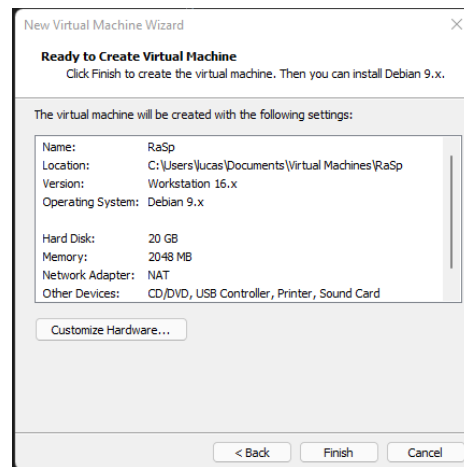 New Virtual Machine Wizard
Ready to Create Virtual Machine
Click Finish to create the virtual machine. Then you can install Debian 9.x.
The virtual machine will be created with the following settings:
Name: RaSp
Location: C:\Users\lucas\Documents\Virtual Machines\RaSp
Version: Workstation 16.x
Operating System: Debian 9.x
Hard Disk: 20 GB
Memory: 2048 MB
Network Adapter: NAT
Other Devices: CD/DVD, USB Controller, Printer, Sound Card
Customize Hardware...
< Back Finish Cancel